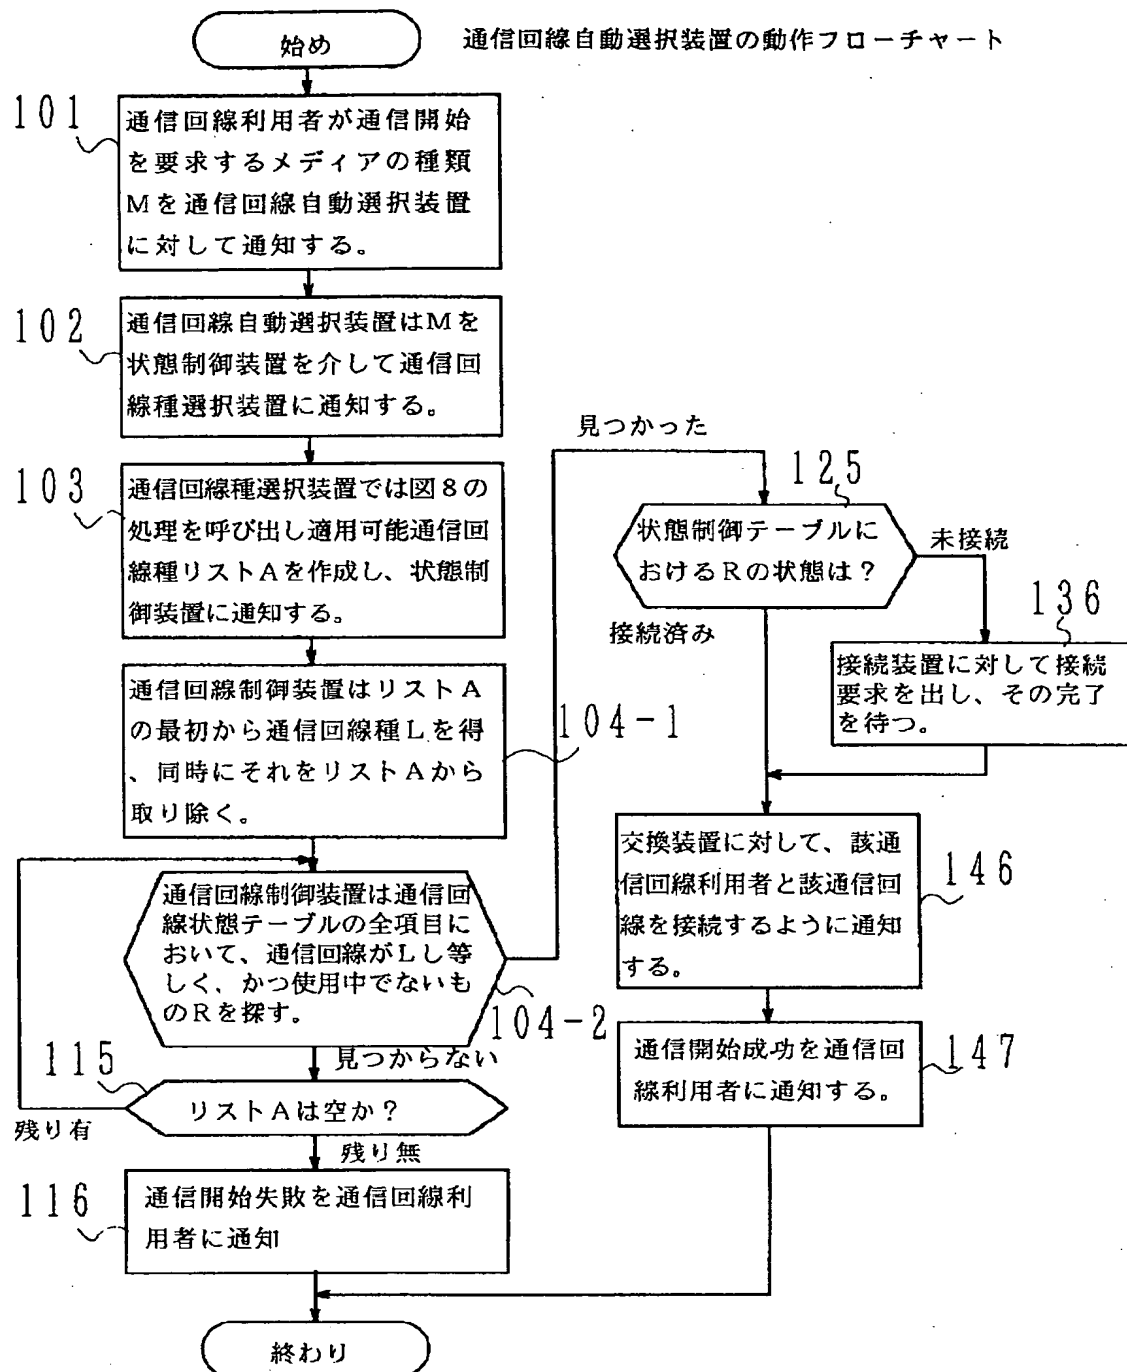 始め
通信回線自動選択装置の動作フローチャート
101
通信回線利用者が通信開始
を要求するメディアの種類
Mを通信回線自動選択装置
に対して通知する。
102
通信回線自動選択装置はMを
状態制御装置を介して通信回
線種選択装置に通知する。
103
通信回線種選択装置では図8の
処理を呼び出し適用可能通信回
線種リストAを作成し、状態制
御装置に通知する。
通信回線制御装置はリストA
の最初から通信回線種Lを得
、同時にそれをリストAから
取り除く。
104-1
通信回線制御装置は通信回
線状態テーブルの全項目に
おいて、通信回線がLし等
しく、かつ使用中でないも
のRを探す。
104-2
見つからない
115
リストAは空か?
残り有
残り無
116
通信開始失敗を通信回線利
用者に通知
終わり
見つかった
125
状態制御テーブルに
おけるRの状態は?
未接続
接続済み
136
接続装置に対して接続
要求を出し、その完了
を待つ。
交換装置に対して、該通
信回線利用者と該通信回
線を接続するように通知
する。
146
通信開始成功を通信回
線利用者に通知する。
147